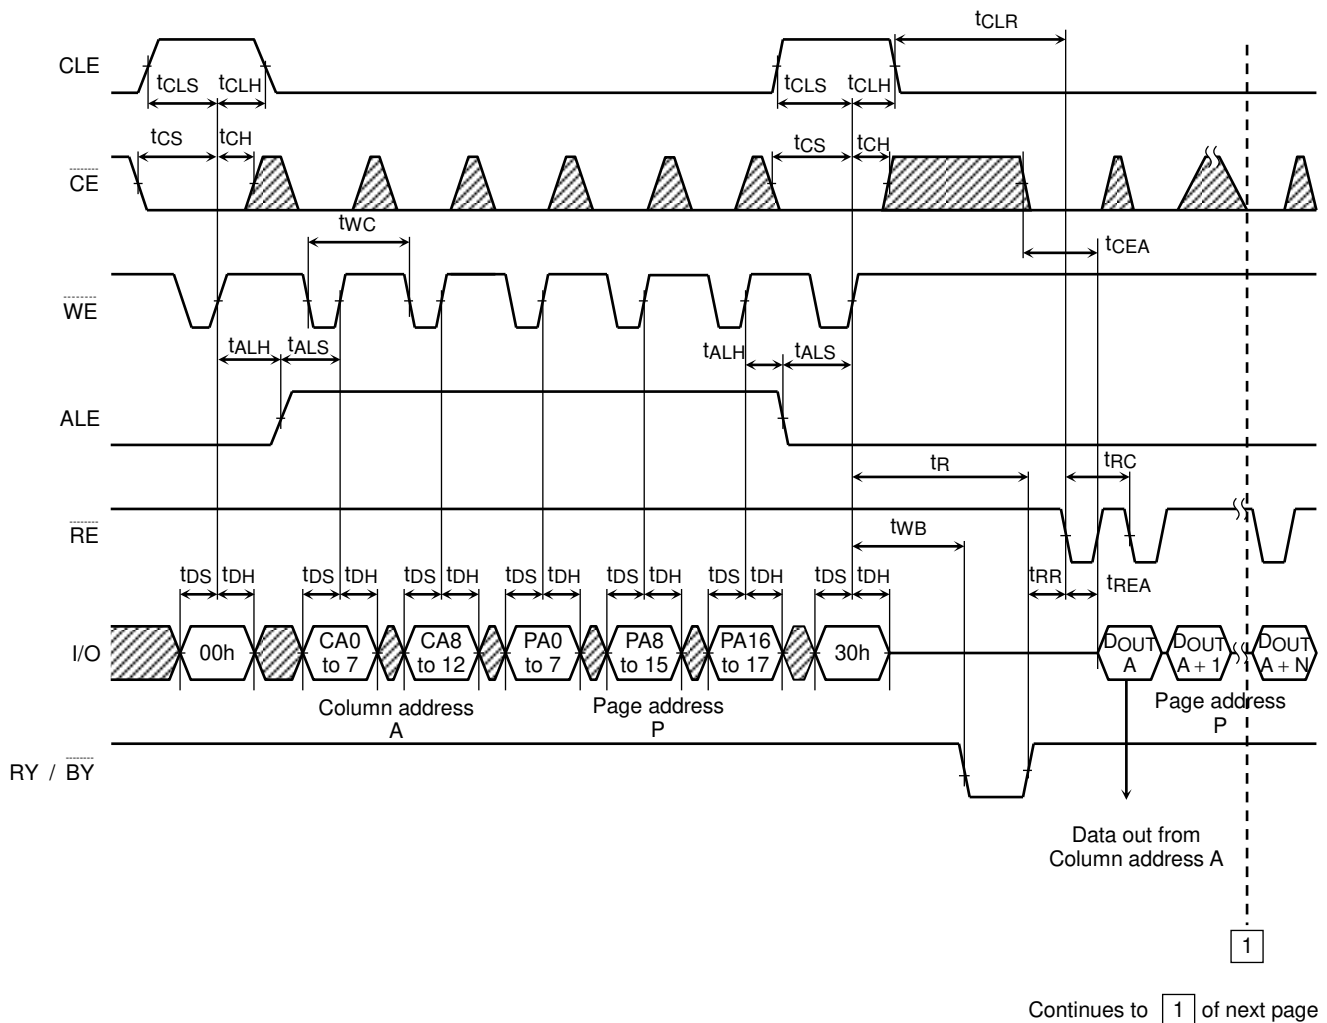 tCLR
CLE
tCLS tCLH tCLS tCLH
tCS tCH tCS tCH
CE
tWC
tCEA
WE
tALH tALS tALH tALS
ALE
tR tRC
RE
tWB
tDS tDH tDS tDH tDS tDH tDS tDH tDS tDH tDS tDH tDS tDH tRR tREA
I/O 00h CA0 to 7 CA8 to 12 PA0 to 7 PA8 to 15 PA16 to 17 30h DOUT A DOUT A + 1 DOUT A + N
Column address A Page address P Page address P
RY / BY
Data out from
Column address A
1
Continues to 1 of next page